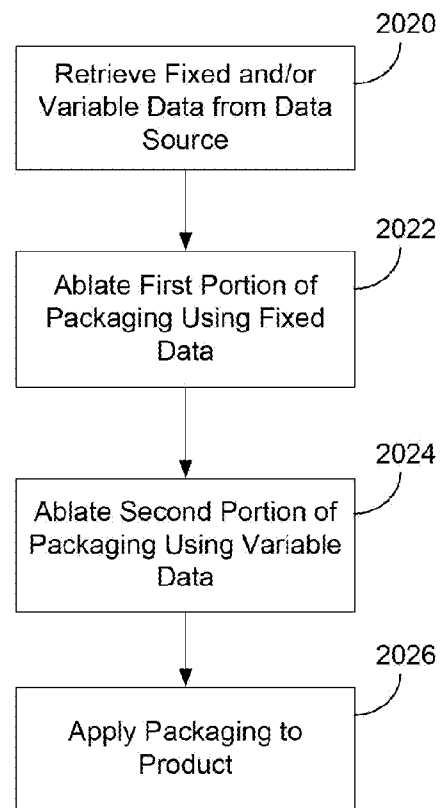 2020
Retrieve Fixed and/or
Variable Data from Data
Source
2022
Ablate First Portion of
Packaging Using Fixed
Data
2024
Ablate Second Portion of
Packaging Using Variable
Data
2026
Apply Packaging to
Product